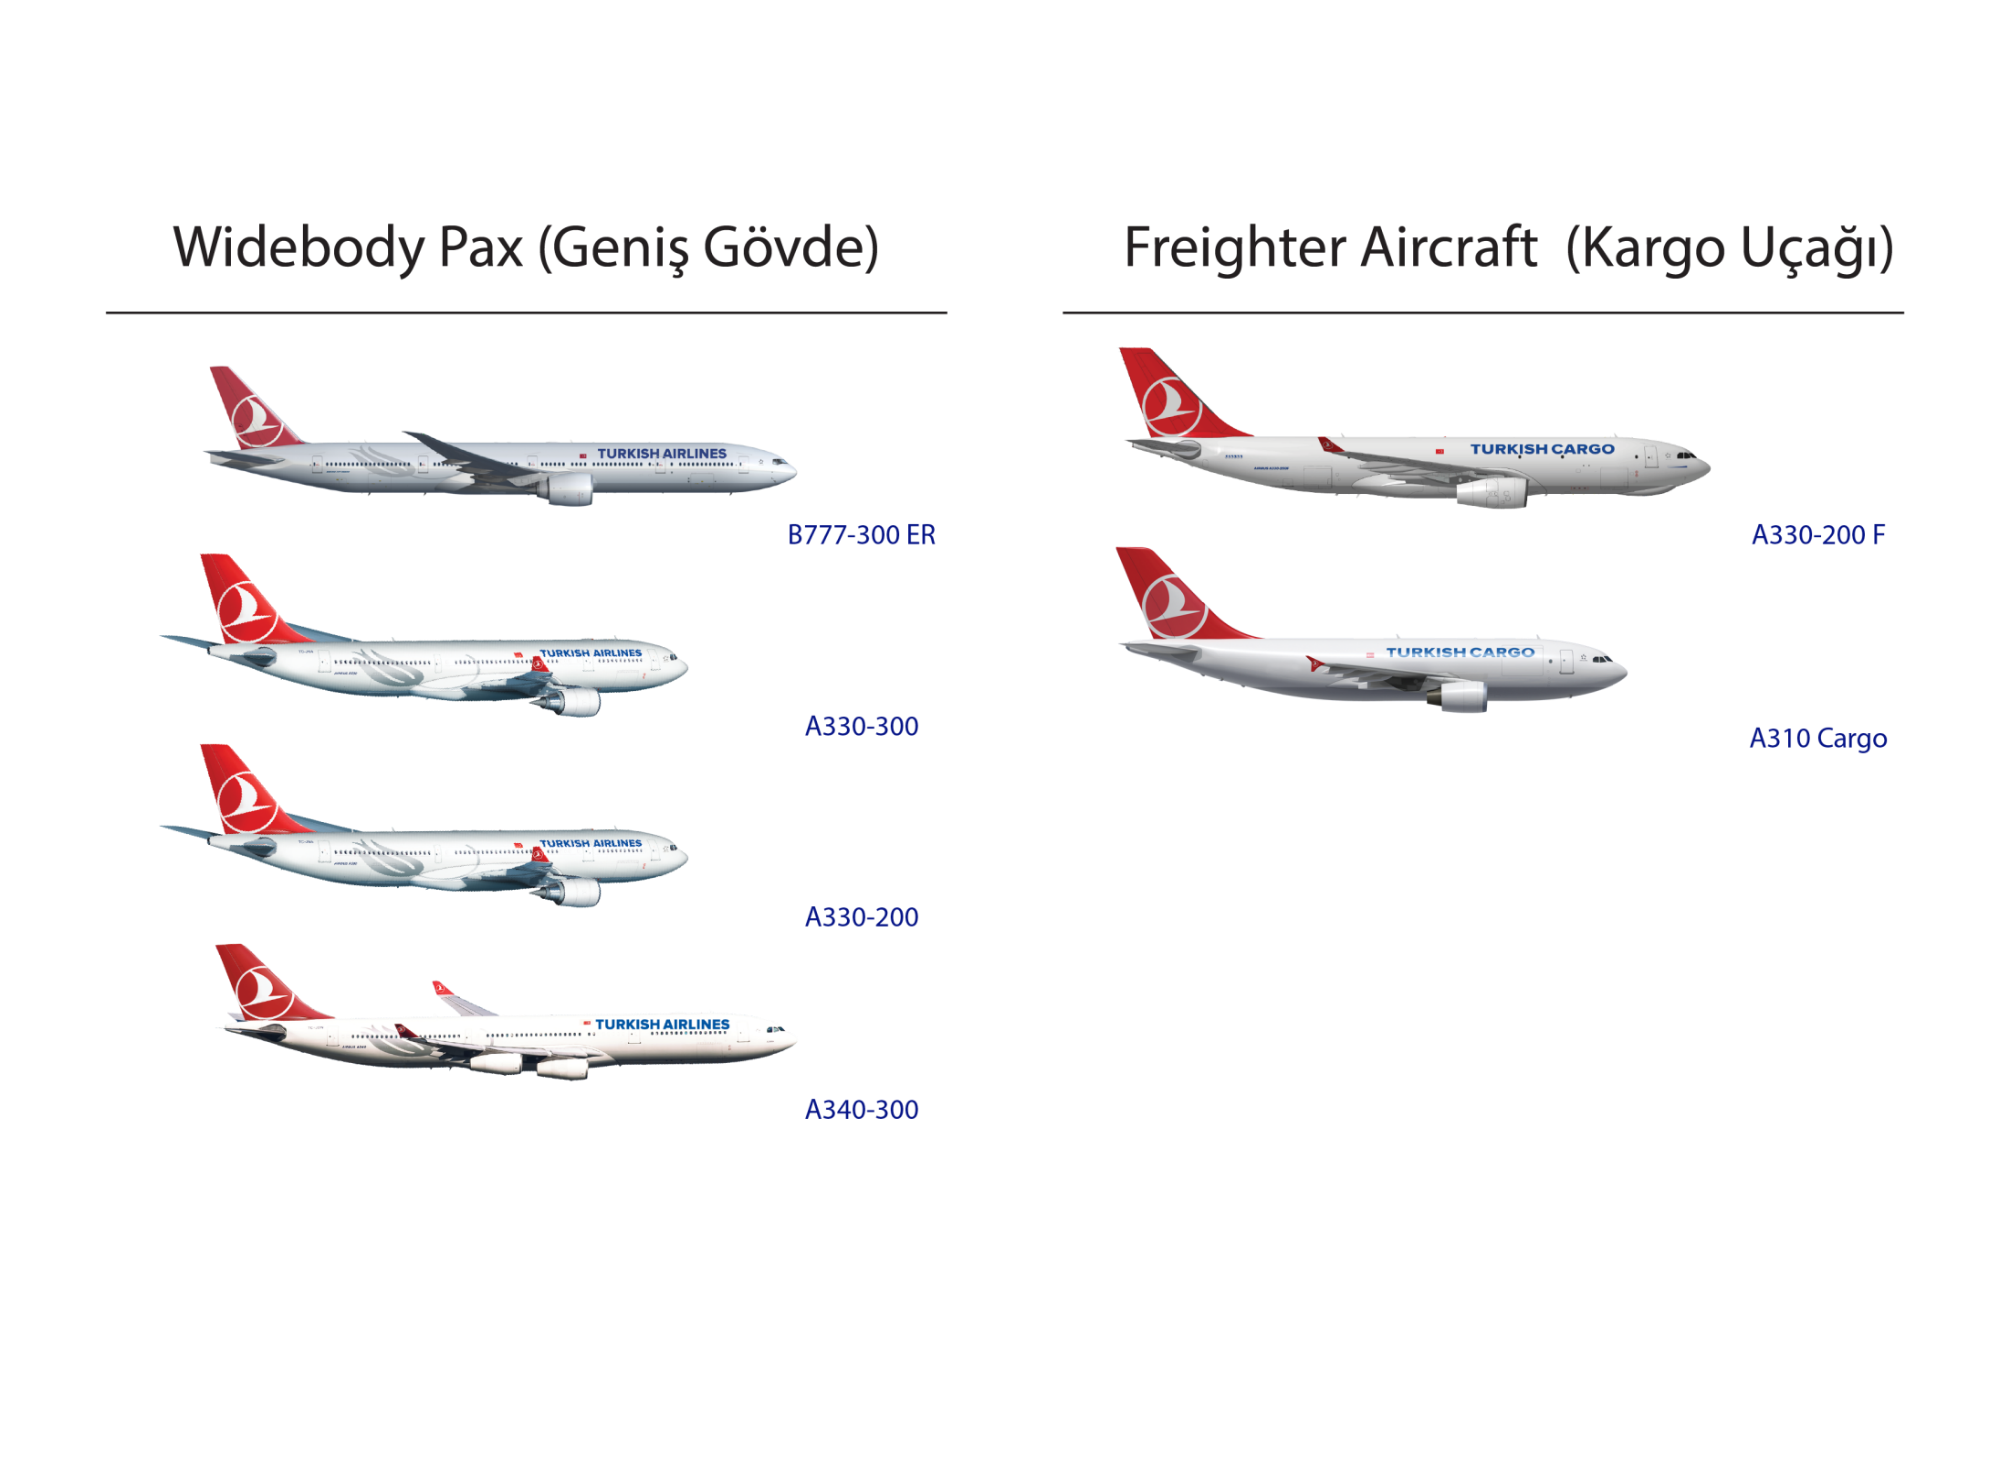 Widebody Pax (Geniş Gövde)
TURKISH AIRLINES
B777-300 ER
TURKISH AIRLINES
A330-300
TURKISH AIRLINES
A330-200
TURKISH AIRLINES
A340-300
Freighter Aircraft (Kargo Uçağı)
TURKISH CARGO
A330-200 F
TURKISH CARGO
A310 Cargo